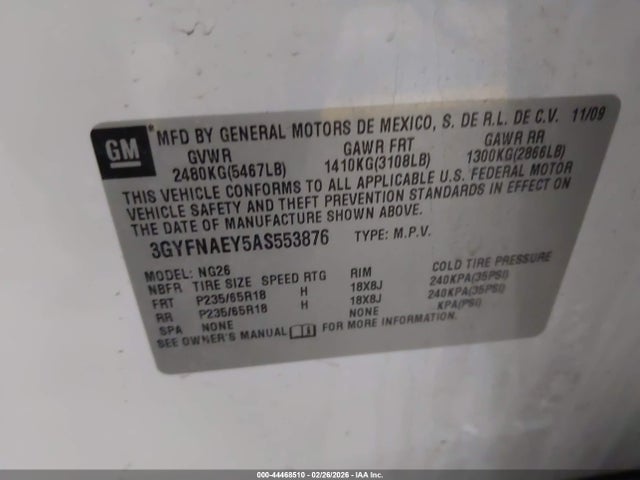 GM
*MFD BY GENERAL MOTORS DE MEXICO, S. DE R.L. DE C.V. 11/09
GVWR GAWR FRT GAWR RR
2480KG(5467LB) 1410KG(3108LB) 1300KG(2866LB)
THIS VEHICLE CONFORMS TO ALL APPLICABLE U.S. FEDERAL MOTOR
VEHICLE SAFETY AND THEFT PREVENTION STANDARDS IN EFFECT ON
THE DATE OF MANUFACTURE SHOWN ABOVE.
3GYFNAEY5AS553876 TYPE: M.P.V.
MODEL: NG26
NBFR TIRE SIZE SPEED RTG RIM COLD TIRE PRESSURE
FRT P235/65R18 H 18X8J 240KPA(35PSI)
RR P235/65R18 H 18X8J 240KPA(35PSI)
SPA NONE NONE KPA(PSI)
SEE OWNER'S MANUAL FOR MORE INFORMATION.
000-44468510 - 02/26/2026 - IAA Inc.